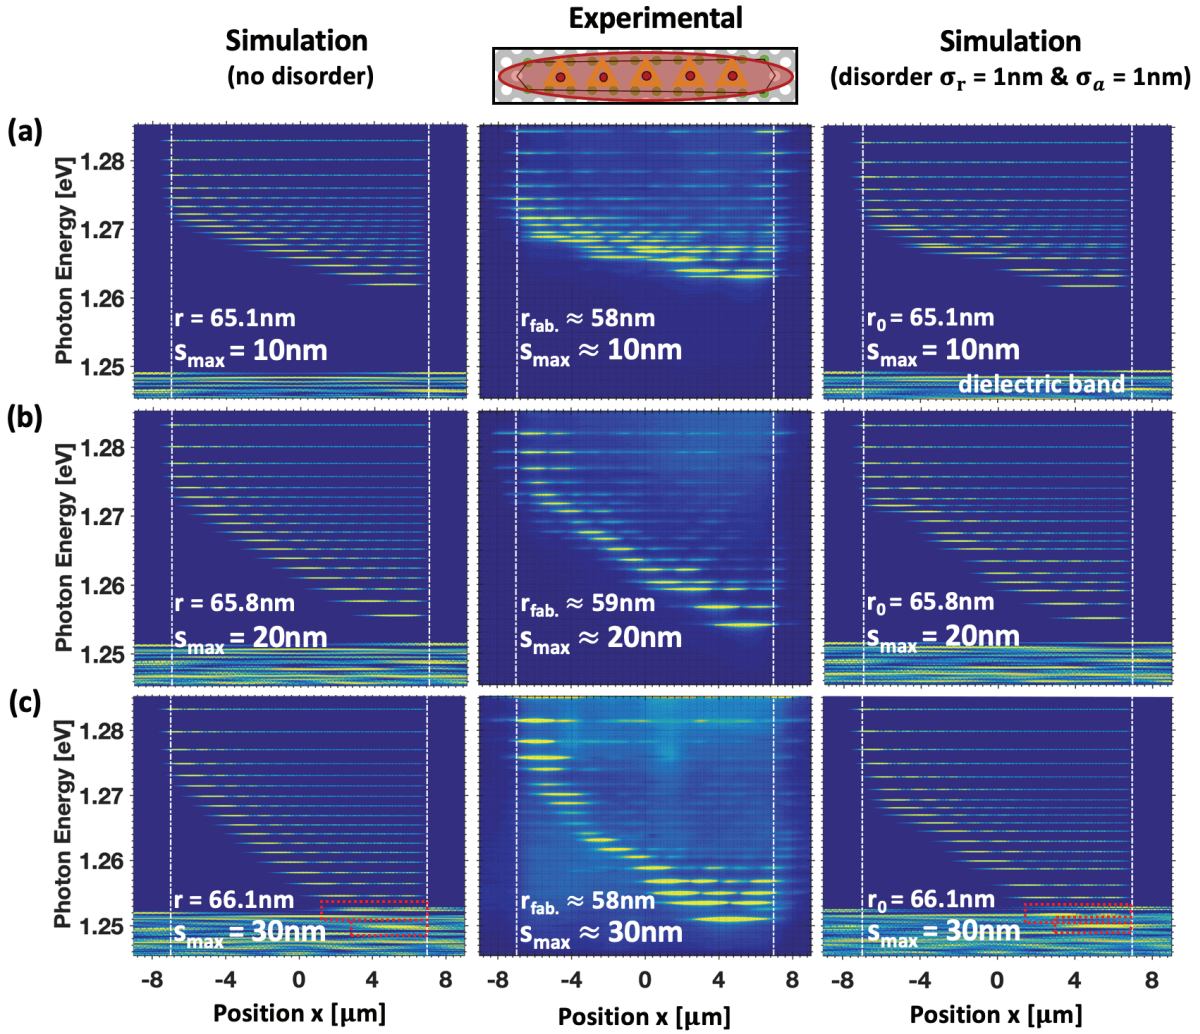 Simulation
(no disorder)
Experimental
Simulation
(disorder σr = 1nm & σa = 1nm)
(a)
Photon Energy [eV]
1.28
1.27
1.26
1.25
r = 65.1nm
smax = 10nm
rfab. ≈ 58nm
smax ≈ 10nm
r0 = 65.1nm
smax = 10nm
dielectric band
(b)
Photon Energy [eV]
1.28
1.27
1.26
1.25
r = 65.8nm
smax = 20nm
rfab. ≈ 59nm
smax ≈ 20nm
r0 = 65.8nm
smax = 20nm
(c)
Photon Energy [eV]
1.28
1.27
1.26
1.25
r = 66.1nm
smax = 30nm
rfab. ≈ 58nm
smax ≈ 30nm
r0 = 66.1nm
smax = 30nm
-8 -4 0 4 8
-8 -4 0 4 8
-8 -4 0 4 8
Position x [μm]
Position x [μm]
Position x [μm]